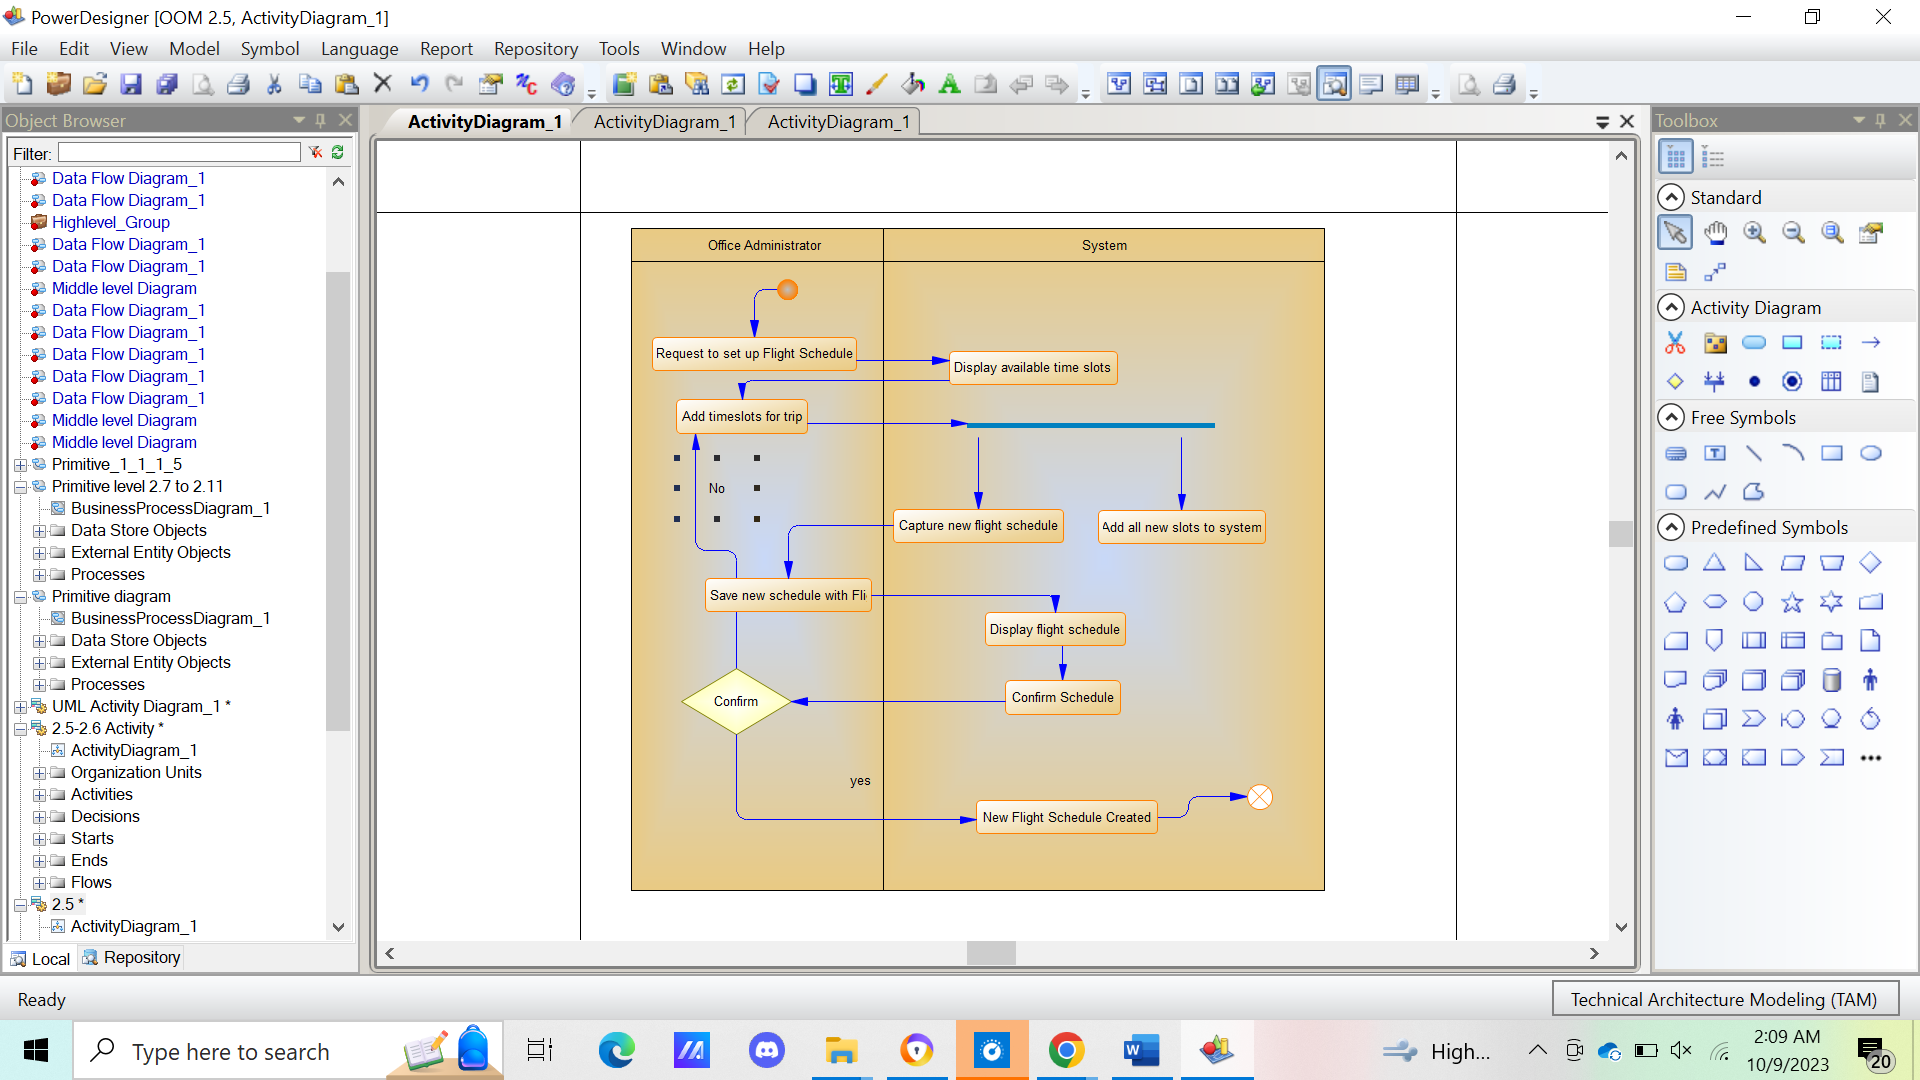 PowerDesigner [OOM 2.5, ActivityDiagram_1]
File Edit View Model Symbol Language Report Repository Tools Window Help
Object Browser
Filter:
Data Flow Diagram_1
Data Flow Diagram_1
Highlevel_Group
Data Flow Diagram_1
Data Flow Diagram_1
Middle level Diagram
Data Flow Diagram_1
Data Flow Diagram_1
Data Flow Diagram_1
Data Flow Diagram_1
Data Flow Diagram_1
Middle level Diagram
Middle level Diagram
Primitive_1_1_1_5
Primitive level 2.7 to 2.11
BusinessProcessDiagram_1
Data Store Objects
External Entity Objects
Processes
Primitive diagram
BusinessProcessDiagram_1
Data Store Objects
External Entity Objects
Processes
UML Activity Diagram_1 *
2.5-2.6 Activity *
ActivityDiagram_1
Organization Units
Activities
Decisions
Starts
Ends
Flows
2.5 *
ActivityDiagram_1
Local Repository
ActivityDiagram_1 ActivityDiagram_1 ActivityDiagram_1
Office Administrator System
Request to set up Flight Schedule
Display available time slots
Add timeslots for trip
No
Capture new flight schedule
Add all new slots to system
Save new schedule with Fli
Display flight schedule
Confirm Schedule
Confirm
yes
New Flight Schedule Created
Toolbox
Standard
Activity Diagram
Free Symbols
Predefined Symbols
Ready
Technical Architecture Modeling (TAM)
Type here to search
High...
2:09 AM
10/9/2023
20